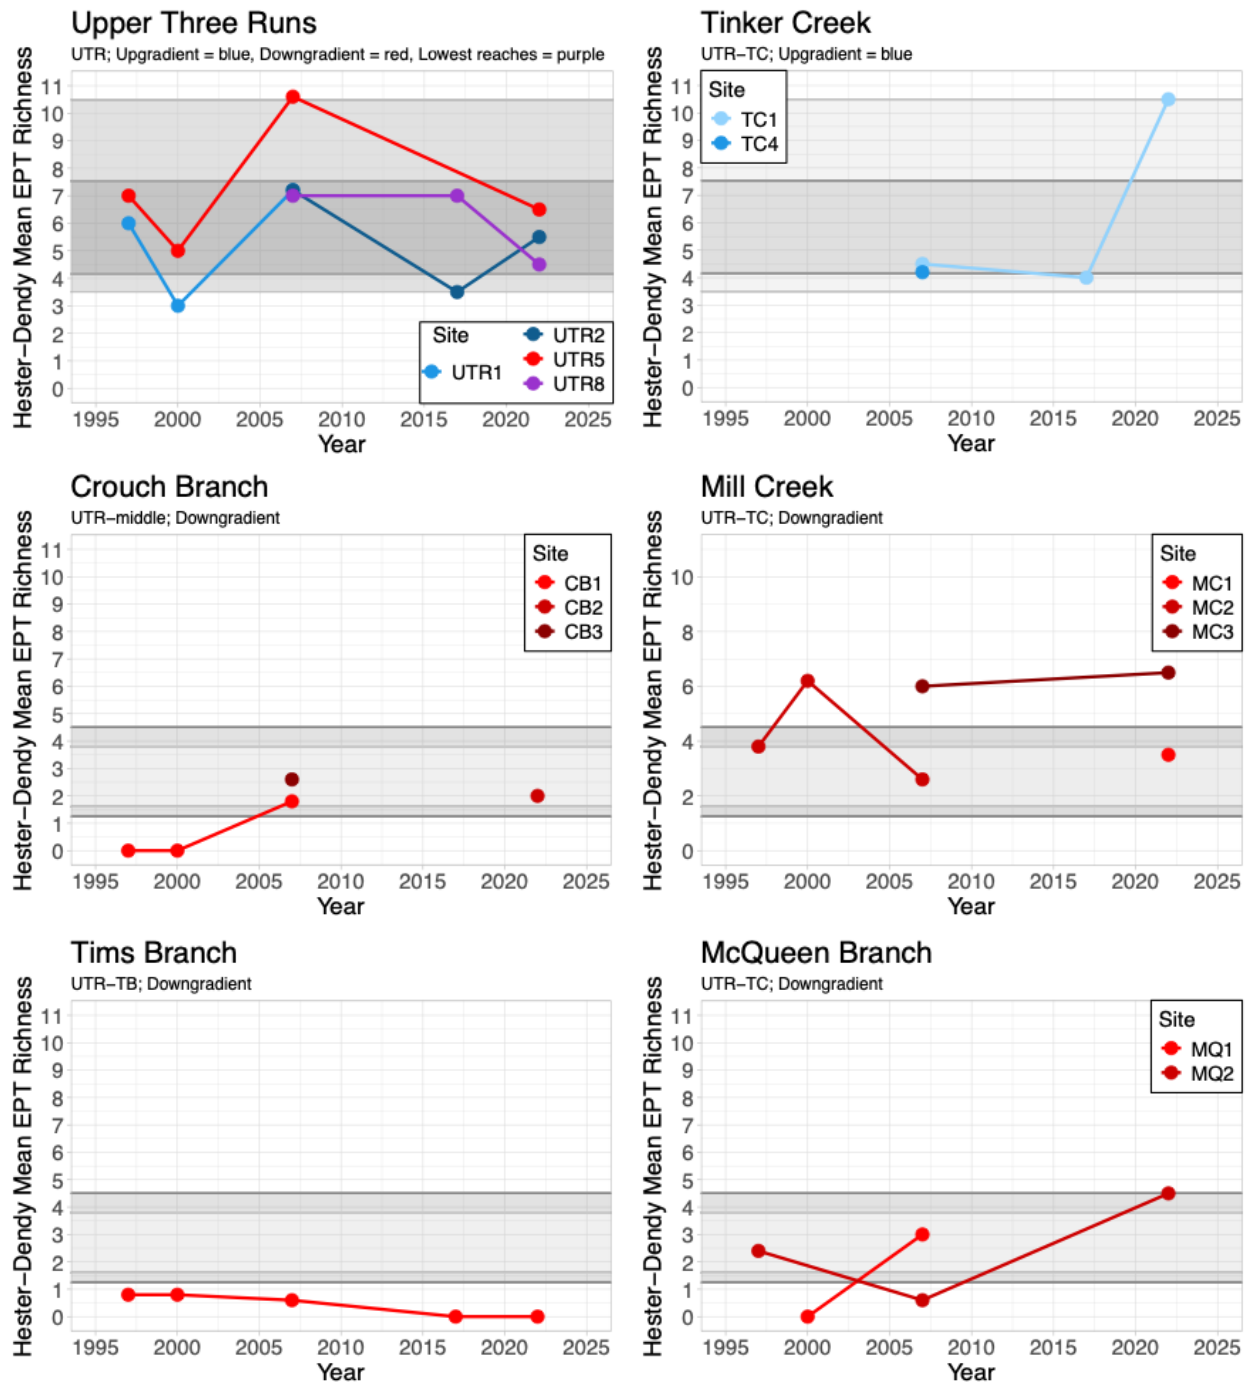 Upper Three Runs
UTR; Upgradient = blue, Downgradient = red, Lowest reaches = purple
Hester−Dendy Mean EPT Richness
11
10
9
8
7
6
5
4
3
2
1
0
Site
UTR1
UTR2
UTR5
UTR8
1995 2000 2005 2010 2015 2020 2025
Year
Tinker Creek
UTR−TC; Upgradient = blue
Hester−Dendy Mean EPT Richness
11
10
9
8
7
6
5
4
3
2
1
0
Site
TC1
TC4
1995 2000 2005 2010 2015 2020 2025
Year
Crouch Branch
UTR−middle; Downgradient
Hester−Dendy Mean EPT Richness
11
10
9
8
7
6
5
4
3
2
1
0
Site
CB1
CB2
CB3
1995 2000 2005 2010 2015 2020 2025
Year
Mill Creek
UTR−TC; Downgradient
Hester−Dendy Mean EPT Richness
10
8
6
4
2
0
Site
MC1
MC2
MC3
1995 2000 2005 2010 2015 2020 2025
Year
Tims Branch
UTR−TB; Downgradient
Hester−Dendy Mean EPT Richness
11
10
9
8
7
6
5
4
3
2
1
0
1995 2000 2005 2010 2015 2020 2025
Year
McQueen Branch
UTR−TC; Downgradient
Hester−Dendy Mean EPT Richness
11
10
9
8
7
6
5
4
3
2
1
0
Site
MQ1
MQ2
1995 2000 2005 2010 2015 2020 2025
Year